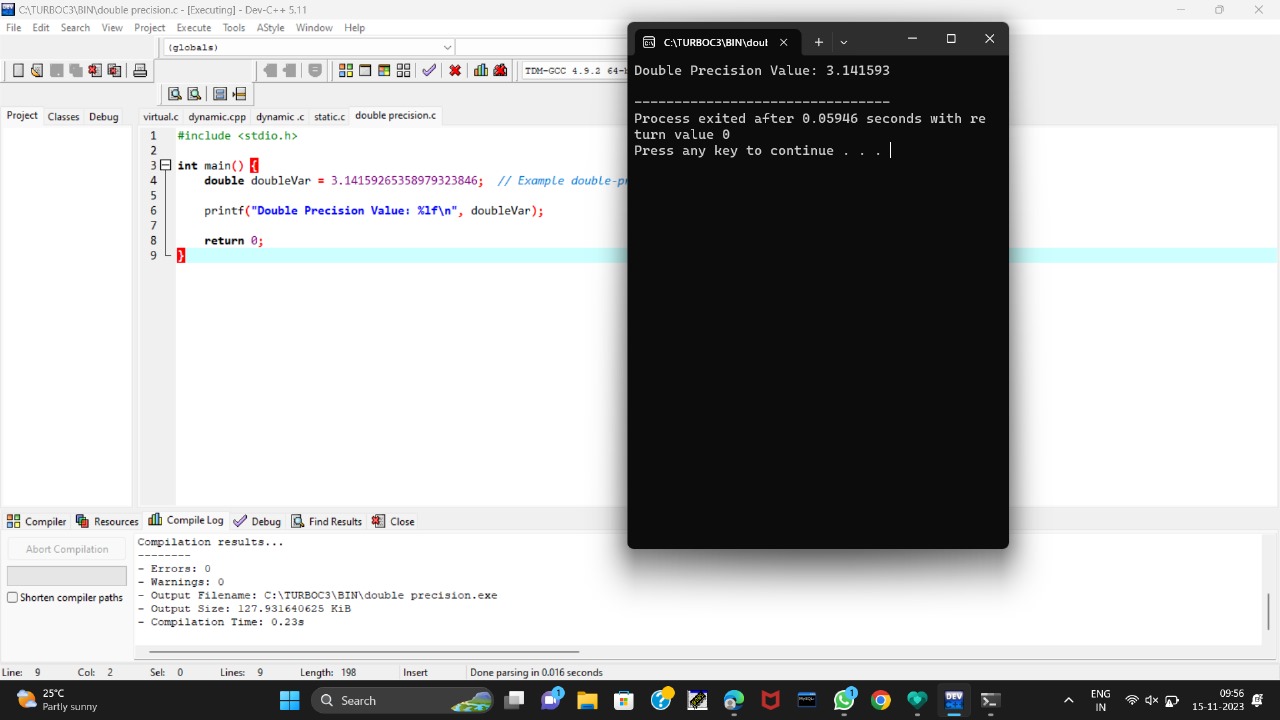 C:\TURBOC3\BIN\double precision.c - [Executing] - Dev-C++ 5.11
File Edit Search View Project Execute Tools AStyle Window Help
(globals)
TDM-GCC 4.9.2 64-
Project Classes Debug
virtual.c dynamic.cpp dynamic .c static.c double precision.c
1 #include <stdio.h>
2
3 int main() {
4 double doubleVar = 3.14159265358979323846; // Example double-p
5
6 printf("Double Precision Value: %lf\n", doubleVar);
7
8 return 0;
9 }
C:\TURBOC3\BIN\doul
Double Precision Value: 3.141593
--------------------------------
Process exited after 0.05946 seconds with re
turn value 0
Press any key to continue . . .
Compiler Resources Compile Log Debug Find Results Close
Abort Compilation
Shorten compiler paths
Compilation results...
--------
- Errors: 0
- Warnings: 0
- Output Filename: C:\TURBOC3\BIN\double precision.exe
- Output Size: 127.931640625 KiB
- Compilation Time: 0.23s
Line: 9 Col: 2 Sel: 0 Lines: 9 Length: 198 Insert Done parsing in 0.016 seconds
25°C
Partly sunny
Search
1
MySQL
1
DEV
C++
ENG
IN
09:56
15-11-2023